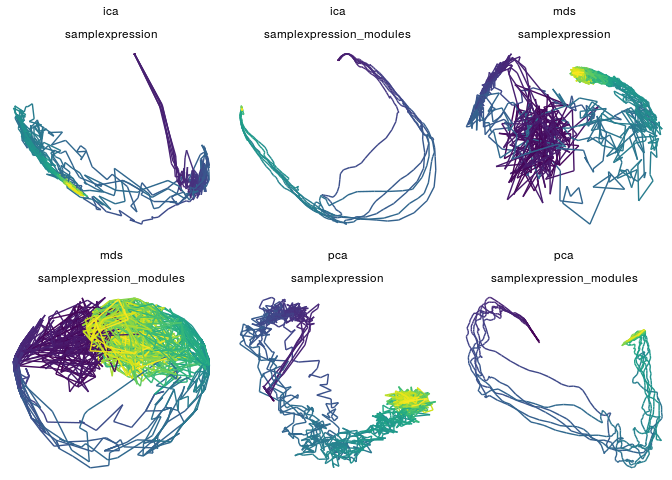 ica
samplexpression
ica
samplexpression_modules
mds
samplexpression
mds
samplexpression_modules
pca
samplexpression
pca
samplexpression_modules